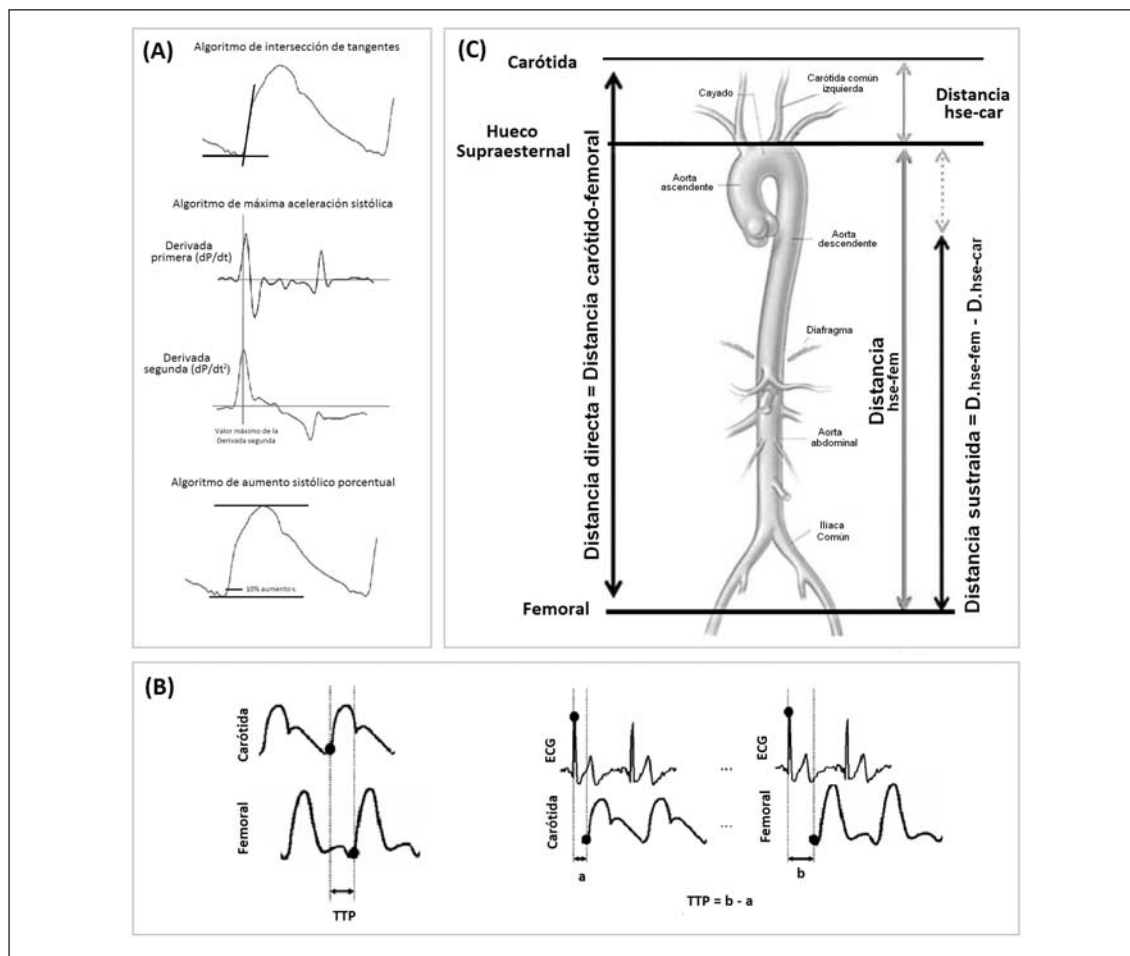 (A)
Algoritmo de intersección de tangentes
Algoritmo de máxima aceleración sistólica
Derivada
primera (dP/dt)
Derivada
segunda (dP/dt²)
Valor máximo de la
Derivada segunda
Algoritmo de aumento sistólico porcentual
10% aumento s
(C)
Carótida
Hueco
Supraesternal
Femoral
Distancia directa = Distancia carótido-femoral
Cayado
Carótida común
izquierda
Aorta
ascendente
Aorta
descendente
Diafragma
Aorta
abdominal
Iliaca
Común
Distancia
hse-car
Distancia
hse-fem
Distancia sustraida = D.hse-fem - D.hse-car
(B)
Carótida
Femoral
TTP
ECG
Carótida
a
...
...
ECG
Femoral
b
TTP = b - a